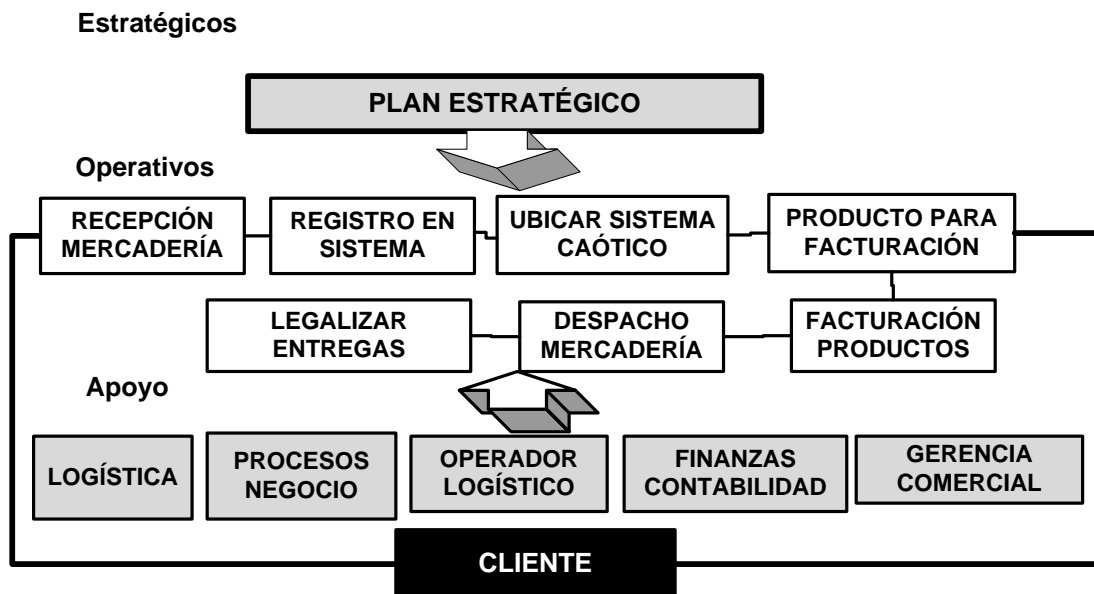 Estratégicos
PLAN ESTRATÉGICO
Operativos
RECEPCIÓN
MERCADERÍA
REGISTRO EN
SISTEMA
UBICAR SISTEMA
CAÓTICO
PRODUCTO PARA
FACTURACIÓN
LEGALIZAR
ENTREGAS
DESPACHO
MERCADERÍA
FACTURACIÓN
PRODUCTOS
Apoyo
LOGÍSTICA
PROCESOS
NEGOCIO
OPERADOR
LOGÍSTICO
FINANZAS
CONTABILIDAD
GERENCIA
COMERCIAL
CLIENTE